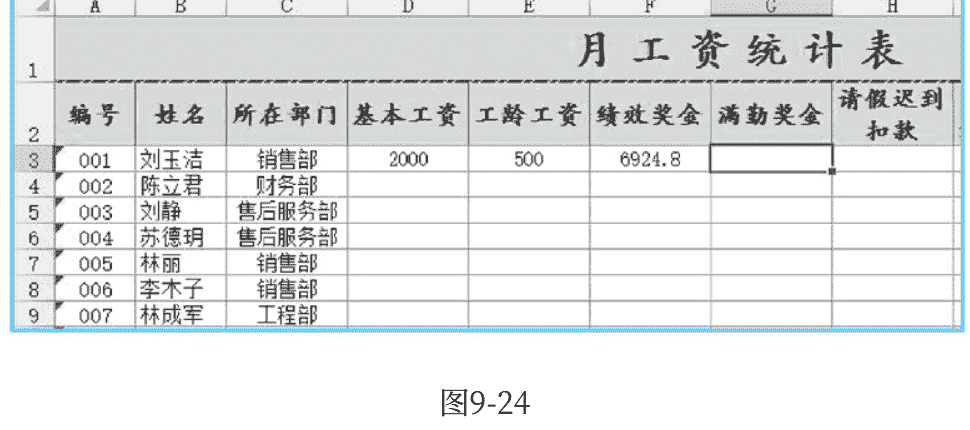 A B C D E F G H
1 月工资统计表
2 编号 姓名 所在部门 基本工资 工龄工资 绩效奖金 满勤奖金 请假迟到
扣款
3 001 刘玉洁 销售部 2000 500 6924.8
4 002 陈立君 财务部
5 003 刘静 售后服务部
6 004 苏德玥 售后服务部
7 005 林丽 销售部
8 006 李木子 销售部
9 007 林成军 工程部
图9-24